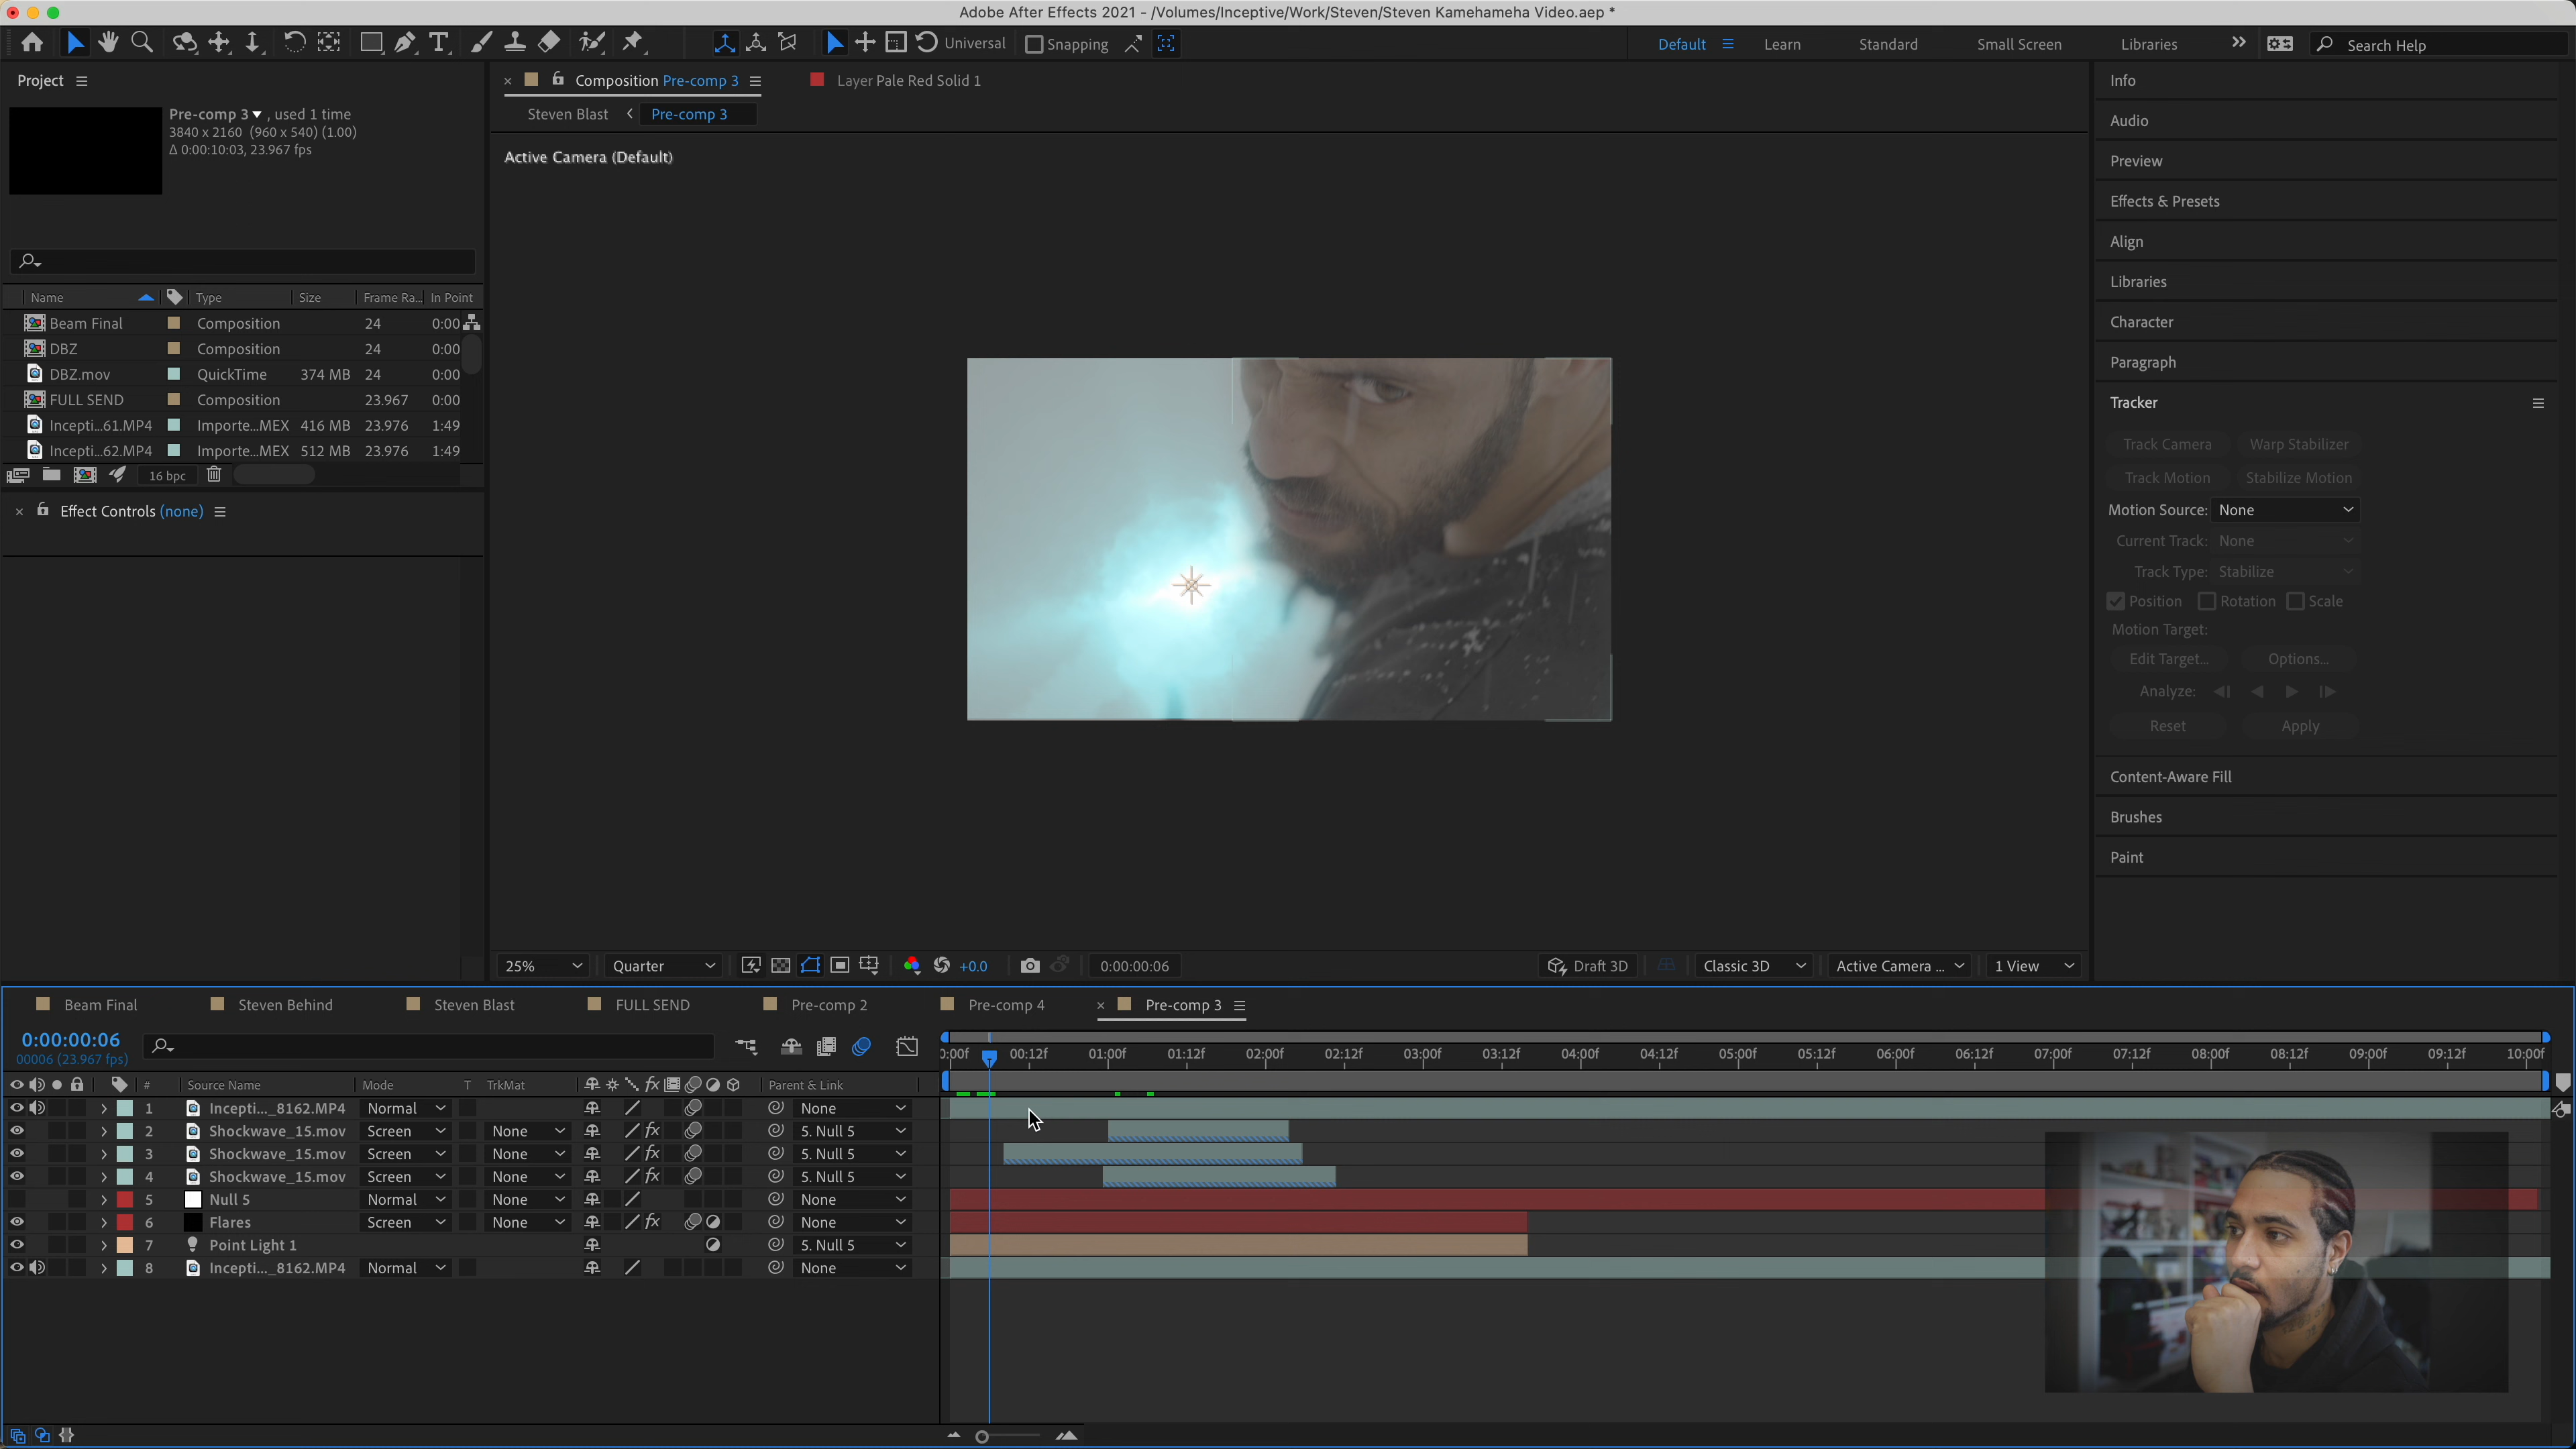 Adobe After Effects 2021 - /Volumes/Inceptive/Work/Steven/Steven Kamehameha Video.aep *
Universal
Snapping
Default
Learn
Standard
Small Screen
Libraries
Search Help
Project
Pre-comp 3 , used 1 time
3840 x 2160 (960 x 540) (1.00)
Δ 0:00:10:03, 23.967 fps
Name Type Size Frame Ra... In Point
Beam Final Composition 24 0:00
DBZ Composition 24 0:00
DBZ.mov QuickTime 374 MB 24 0:00
FULL SEND Composition 23.967 0:00
Incepti...61.MP4 Importe...MEX 416 MB 23.976 1:49
Incepti...62.MP4 Importe...MEX 512 MB 23.976 1:49
16 bpc
Effect Controls (none)
Composition Pre-comp 3
Layer Pale Red Solid 1
Steven Blast Pre-comp 3
Active Camera (Default)
25% Quarter +0.0 0:00:00:06 Draft 3D Classic 3D Active Camera ... 1 View
Info
Audio
Preview
Effects & Presets
Align
Libraries
Character
Paragraph
Tracker
Track Camera Warp Stabilizer
Track Motion Stabilize Motion
Motion Source: None
Current Track: None
Track Type: Stabilize
Position Rotation Scale
Motion Target:
Edit Target... Options...
Analyze:
Reset Apply
Content-Aware Fill
Brushes
Paint
Beam Final Steven Behind Steven Blast FULL SEND Pre-comp 2 Pre-comp 4 Pre-comp 3
0:00:00:06
00006 (23.967 fps)
0:00f 00:12f 01:00f 01:12f 02:00f 02:12f 03:00f 03:12f 04:00f 04:12f 05:00f 05:12f 06:00f 06:12f 07:00f 07:12f 08:00f 08:12f 09:00f 09:12f 10:00f
# Source Name Mode T TrkMat fx Parent & Link
1 Incepti..._8162.MP4 Normal None
2 Shockwave_15.mov Screen None fx 5. Null 5
3 Shockwave_15.mov Screen None fx 5. Null 5
4 Shockwave_15.mov Screen None fx 5. Null 5
5 Null 5 Normal None None
6 Flares Screen None fx None
7 Point Light 1 5. Null 5
8 Incepti..._8162.MP4 Normal None None